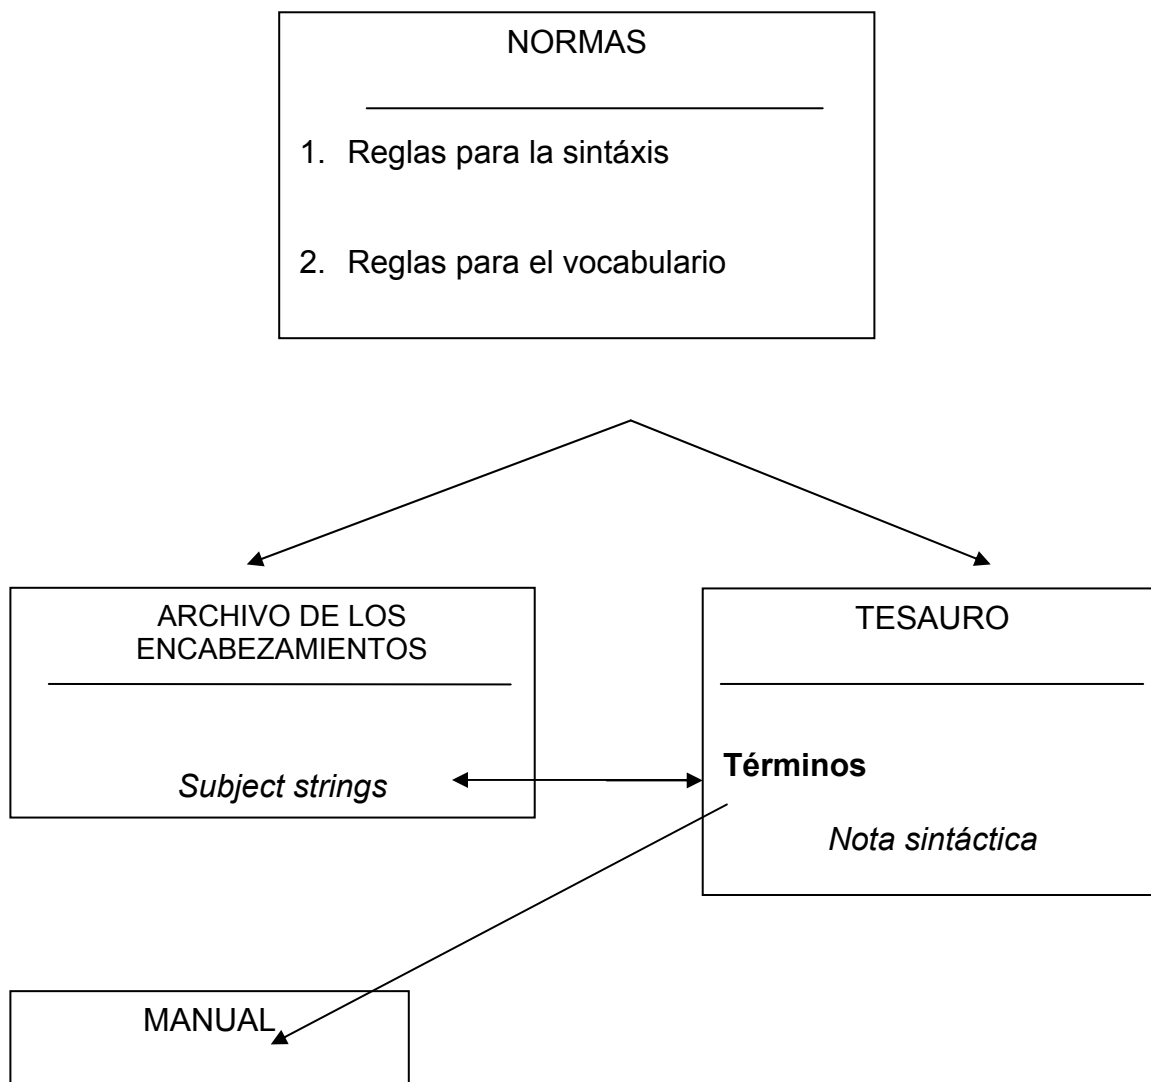 NORMAS
1. Reglas para la sintáxis
2. Reglas para el vocabulario
ARCHIVO DE LOS
ENCABEZAMIENTOS
Subject strings
TESAURO
Términos
Nota sintáctica
MANUAL